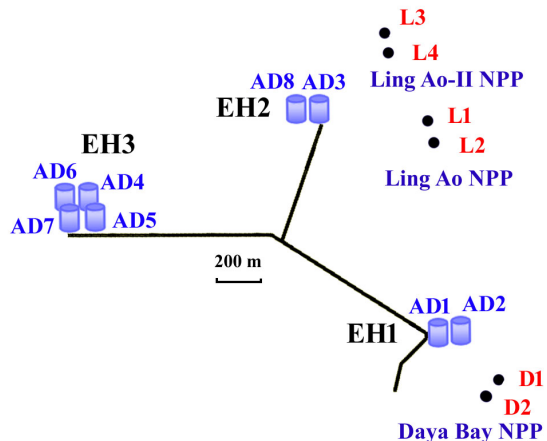 L3
L4
Ling Ao-II NPP
AD8 AD3
EH2
L1
L2
Ling Ao NPP
EH3
AD6
AD4
AD7
AD5
200 m
AD1 AD2
EH1
D1
D2
Daya Bay NPP